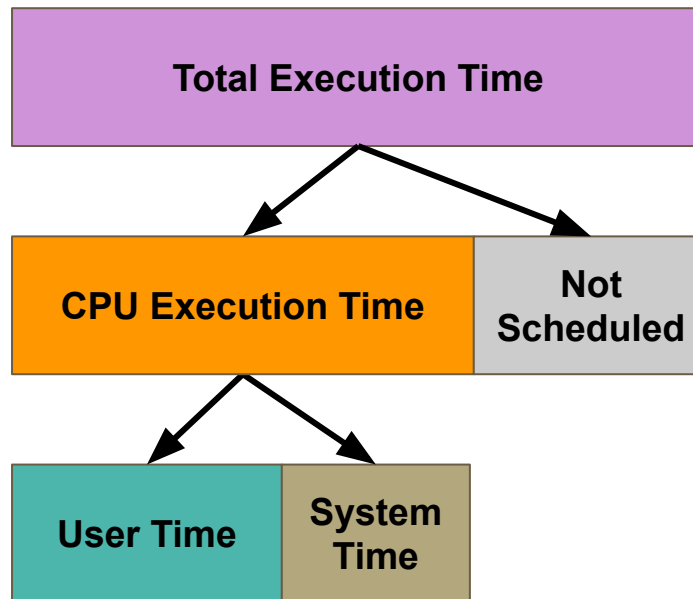 Total Execution Time
CPU Execution Time
Not
Scheduled
User Time
System
Time